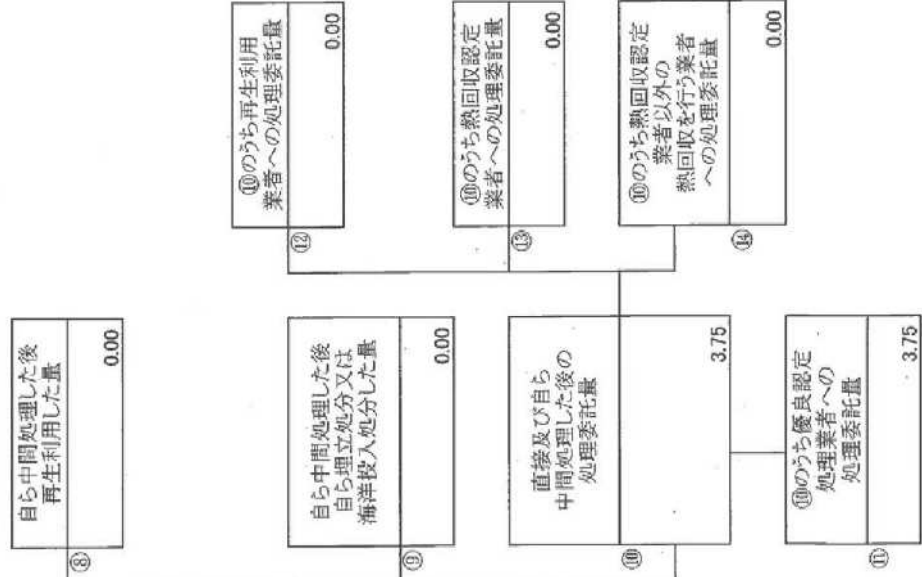 自ら中間処理した後
再生利用した量
⑧
0.00
自ら中間処理した後
自ら埋立処分又は
海洋投入処分した量
⑨
0.00
直接及び自ら
中間処理した後の
処理委託量
⑩
3.75
⑩のうち優良認定
処理業者への
処理委託量
⑪
3.75
⑩のうち再生利用
業者への処理委託量
⑫
0.00
⑩のうち熱回収認定
業者への処理委託量
⑬
0.00
⑩のうち熱回収認定
業者以外の
熱回収を行う業者
への処理委託量
⑭
0.00